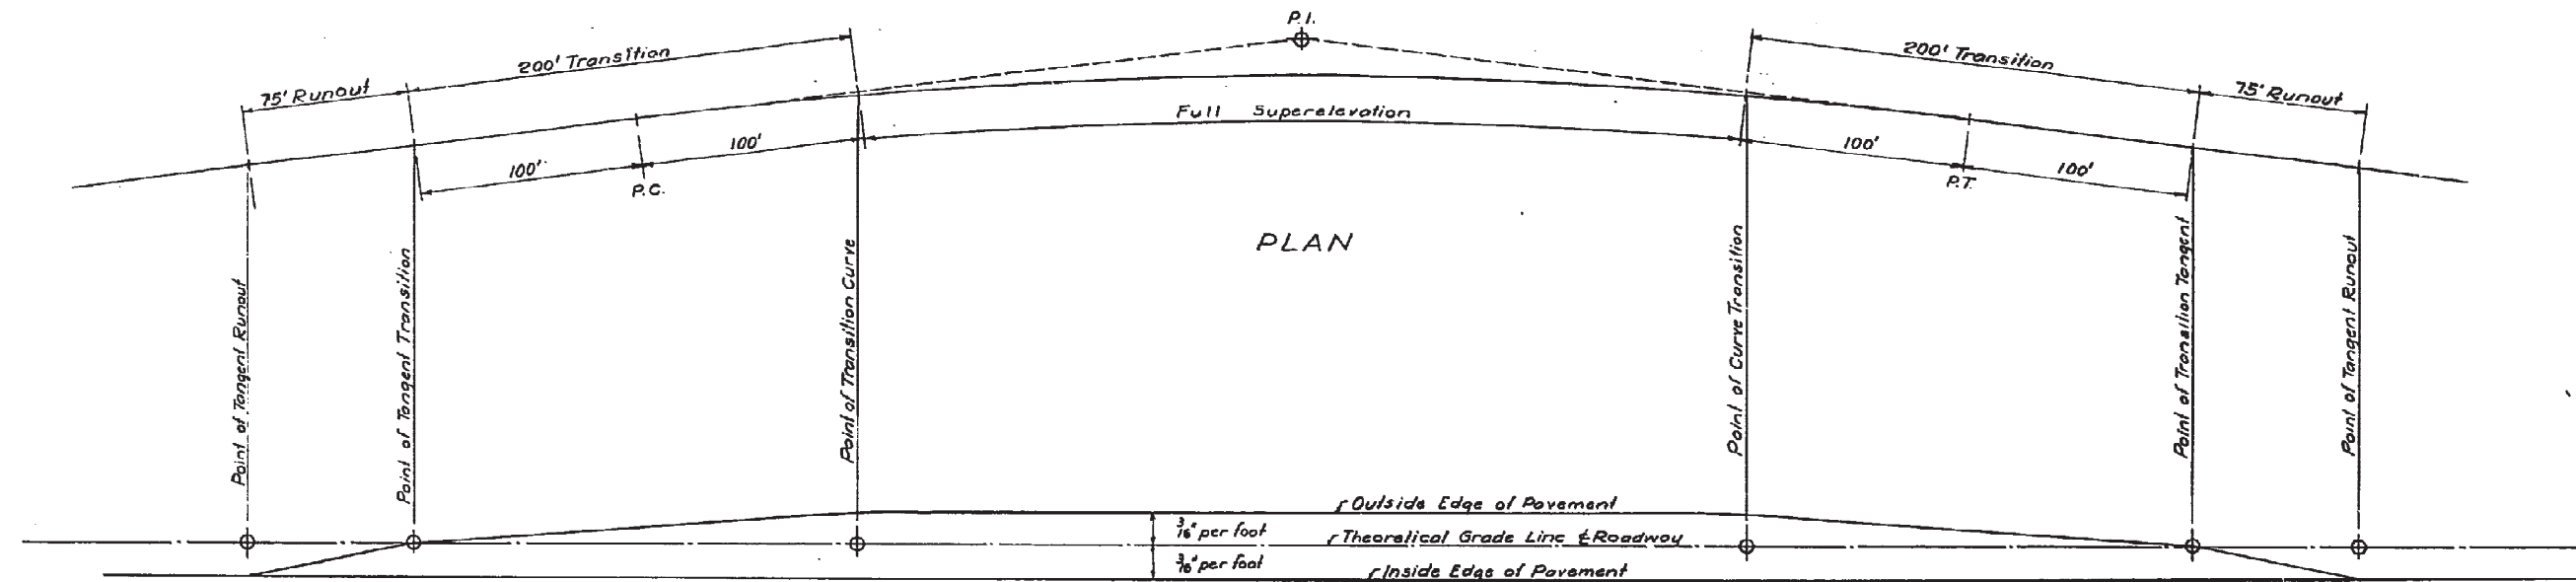 P.I.
200' Transition
200' Transition
75' Runout
75' Runout
Full Superelevation
100'
100'
100'
100'
P.C.
P.T.
PLAN
Point of Tangent Runout
Point of Tangent Transition
Point of Transition Curve
Point of Curve Transition
Point of Transition Tangent
Point of Tangent Runout
Outside Edge of Pavement
3/16" per foot
Theoretical Grade Line ℄ Roadway
3/16" per foot
Inside Edge of Pavement